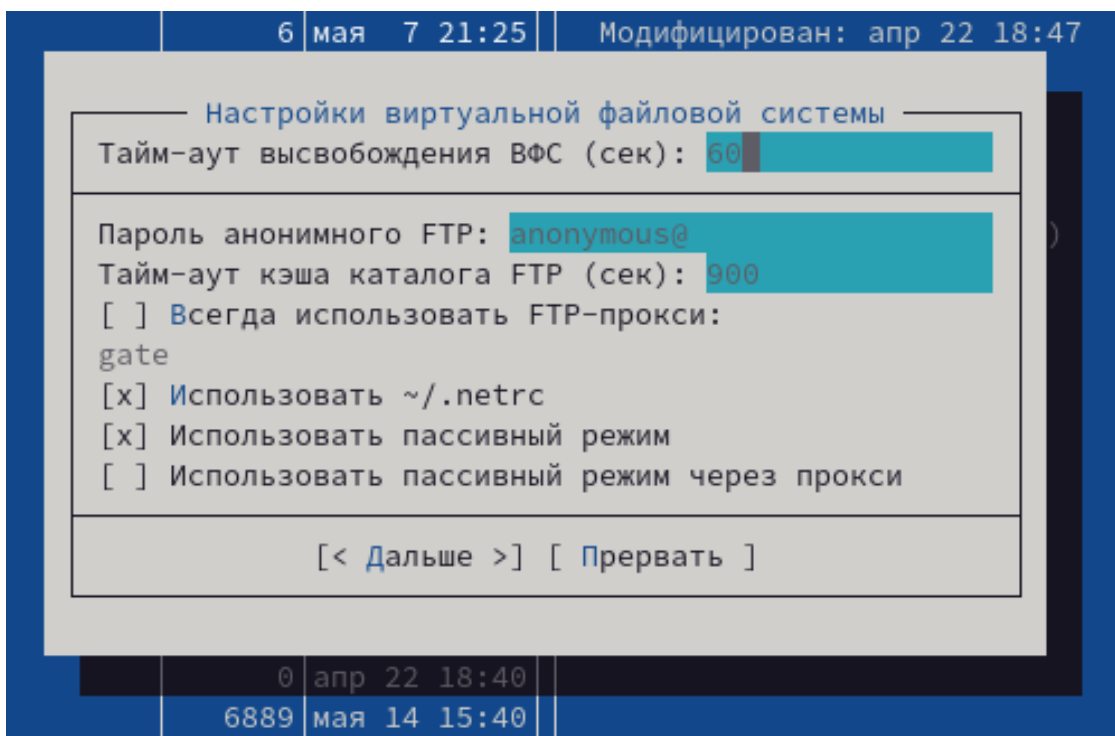 6 мая 7 21:25 Модифицирован: апр 22 18:47
Настройки виртуальной файловой системы
Тайм-аут высвобождения ВФС (сек): 60
Пароль анонимного FTP: anonymous@
)
Тайм-аут кэша каталога FTP (сек): 900
[ ] Всегда использовать FTP-прокси:
gate
[x] Использовать ~/.netrc
[x] Использовать пассивный режим
[ ] Использовать пассивный режим через прокси
[< Дальше >] [ Прервать ]
0 апр 22 18:40
6889 мая 14 15:40